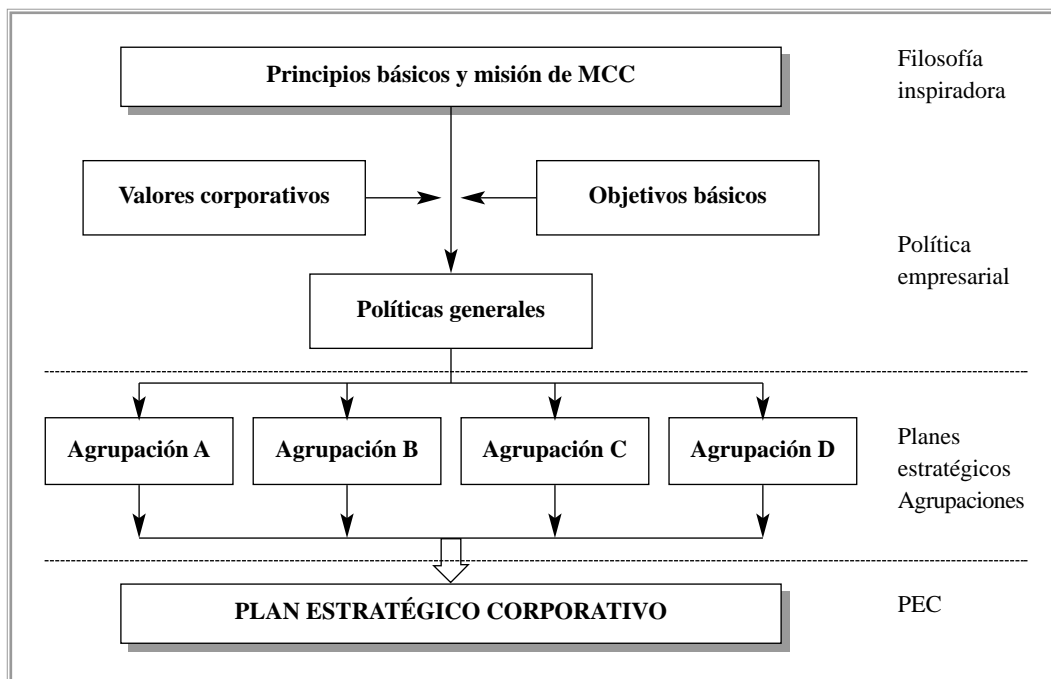 Principios básicos y misión de MCC
Filosofía
inspiradora
Valores corporativos
Objetivos básicos
Política
empresarial
Políticas generales
Agrupación A
Agrupación B
Agrupación C
Agrupación D
Planes
estratégicos
Agrupaciones
PLAN ESTRATÉGICO CORPORATIVO
PEC